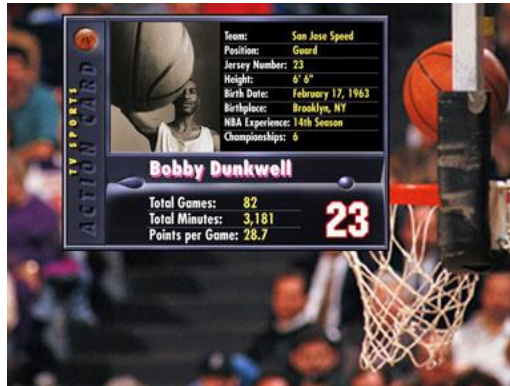 TV SPORTS
ACTION CARD
Team: San Jose Speed
Position: Guard
Jersey Number: 23
Height: 6' 6"
Birth Date: February 17, 1963
Birthplace: Brooklyn, NY
NBA Experience: 14th Season
Championships: 6
Bobby Dunkwell
Total Games: 82
Total Minutes: 3,181
Points per Game: 28.7
23